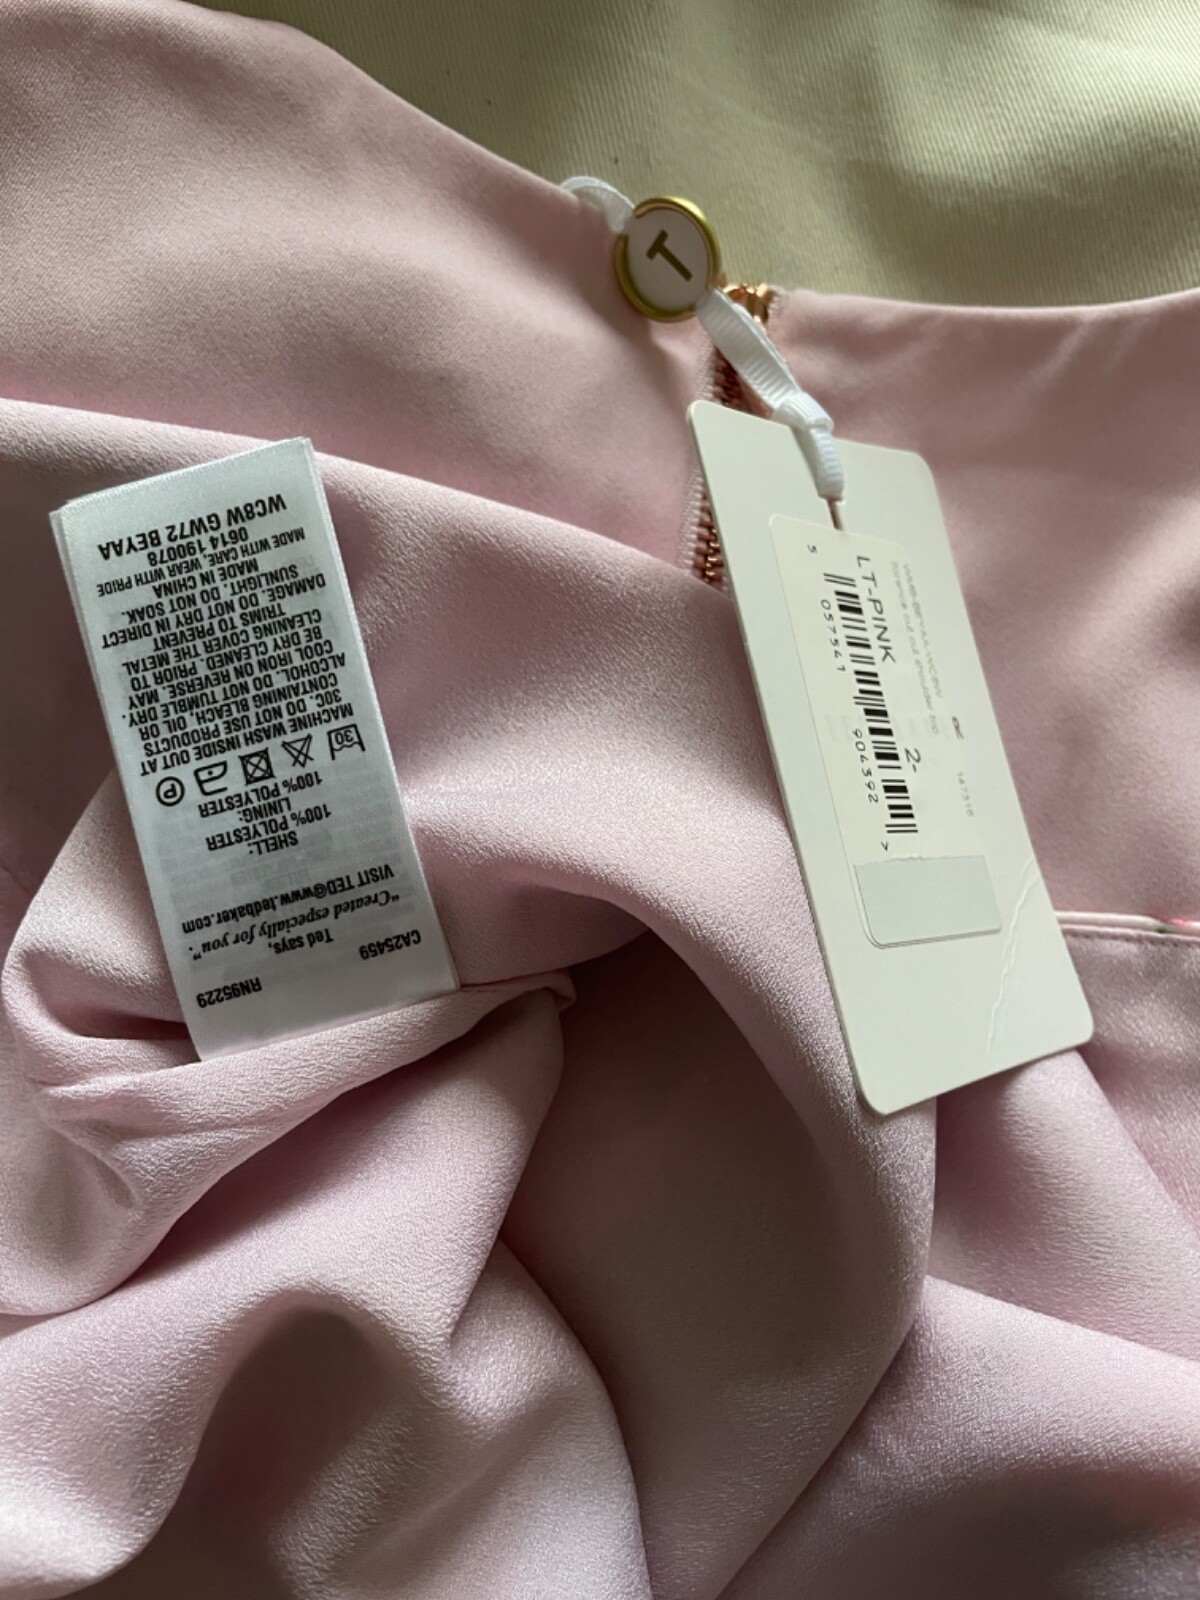 RN95229
CA25459
Ted says,
"Created especially for you".
VISIT TED@www.tedbaker.com
SHELL:
100% POLYESTER
LINING:
100% POLYESTER
30
P
MACHINE WASH INSIDE OUT AT
30C. DO NOT USE PRODUCTS
CONTAINING BLEACH, OIL OR
ALCOHOL. DO NOT TUMBLE DRY.
COOL IRON ON REVERSE. MAY
BE DRY CLEANED. PRIOR TO
CLEANING COVER THE METAL
TRIMS TO PREVENT
DAMAGE. DO NOT DRY IN DIRECT
SUNLIGHT. DO NOT SOAK.
MADE IN CHINA
MADE WITH CARE, WEAR WITH PRIDE
0614 190078
WC8W GW72 BEYAA
T
147316
LT-PINK 2-
5 057541 904392 >